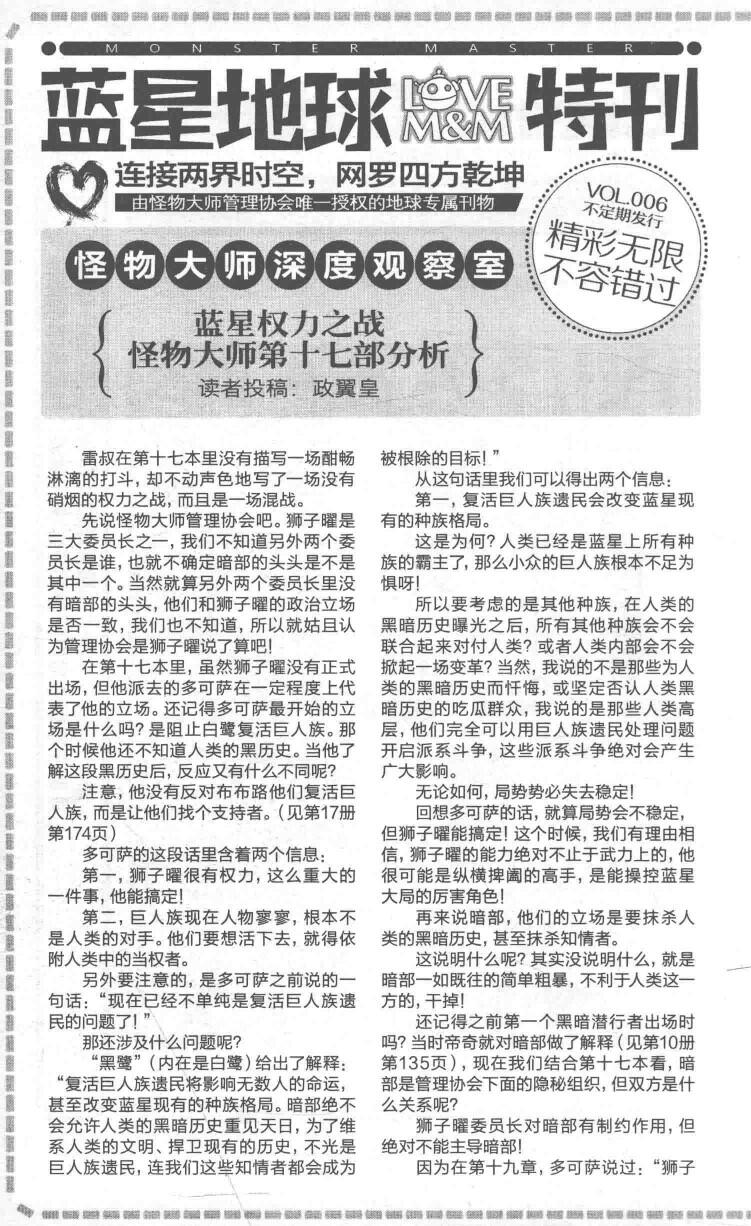 MONSTER MASTER
蓝星地球 LOVE M&M 特刊
连接两界时空，网罗四方乾坤
由怪物大师管理协会唯一授权的地球专属刊物
VOL.006
不定期发行
精彩无限
不容错过
怪物大师深度观察室
蓝星权力之战
怪物大师第十七部分析
读者投稿：政翼皇
雷叔在第十七本里没有描写一场酣畅
淋漓的打斗，却不动声色地写了一场没有
硝烟的权力之战，而且是一场混战。
先说怪物大师管理协会吧。狮子曜是
三大委员长之一，我们不知道另外两个委
员长是谁，也就不确定暗部的头头是不是
其中一个。当然就算另外两个委员长里没
有暗部的头头，他们和狮子曜的政治立场
是否一致，我们也不知道，所以就姑且认
为管理协会是狮子曜说了算吧！
在第十七本里，虽然狮子曜没有正式
出场，但他派去的多可萨在一定程度上代
表了他的立场。还记得多可萨最开始的立
场是什么吗？是阻止白鹭复活巨人族。那
个时候他还不知道人类的黑历史。当他了
解这段黑历史后，反应又有什么不同呢？
注意，他没有反对布布路他们复活巨
人族，而是让他们找个支持者。（见第17册
第174页）
多可萨的这段话里含着两个信息：
第一，狮子曜很有权力，这么重大的
一件事，他能搞定！
第二，巨人族现在人物寥寥，根本不
是人类的对手。他们要想活下去，就得依
附人类中的当权者。
另外要注意的，是多可萨之前说的一
句话：“现在已经不单纯是复活巨人族遗
民的问题了！”
那还涉及什么问题呢？
“黑鹭”（内在是白鹭）给出了解释：
“复活巨人族遗民将影响无数人的命运，
甚至改变蓝星现有的种族格局。暗部绝不
会允许人类的黑暗历史重见天日，为了维
系人类的文明、捍卫现有的历史，不光是
巨人族遗民，连我们这些知情者都会成为
被根除的目标！”
从这句话里我们可以得出两个信息：
第一，复活巨人族遗民会改变蓝星现
有的种族格局。
这是为何？人类已经是蓝星上所有种
族的霸主了，那么小众的巨人族根本不足为
惧呀！
所以要考虑的是其他种族，在人类的
黑暗历史曝光之后，所有其他种族会不会
联合起来对付人类？或者人类内部会不会
掀起一场变革？当然，我说的不是那些为人
类的黑暗历史而忏悔，或坚定否认人类黑
暗历史的吃瓜群众，我说的是那些人类高
层，他们完全可以用巨人族遗民处理问题
开启派系斗争，这些派系斗争绝对会产生
广大影响。
无论如何，局势势必失去稳定！
回想多可萨的话，就算局势会不稳定，
但狮子曜能搞定！这个时候，我们有理由相
信，狮子曜的能力绝对不止于武力上的，他
很可能是纵横捭阖的高手，是能操控蓝星
大局的厉害角色！
再来说暗部，他们的立场是要抹杀人
类的黑暗历史，甚至抹杀知情者。
这说明什么呢？其实没说明什么，就是
暗部一如既往的简单粗暴，不利于人类这一
方的，干掉！
还记得之前第一个黑暗潜行者出场时
吗？当时帝奇就对暗部做了解释（见第10册
第135页），现在我们结合第十七本看，暗
部是管理协会下面的隐秘组织，但双方是什
么关系呢？
狮子曜委员长对暗部有制约作用，但
绝对不能主导暗部！
因为在第十九章，多可萨说过：“狮子